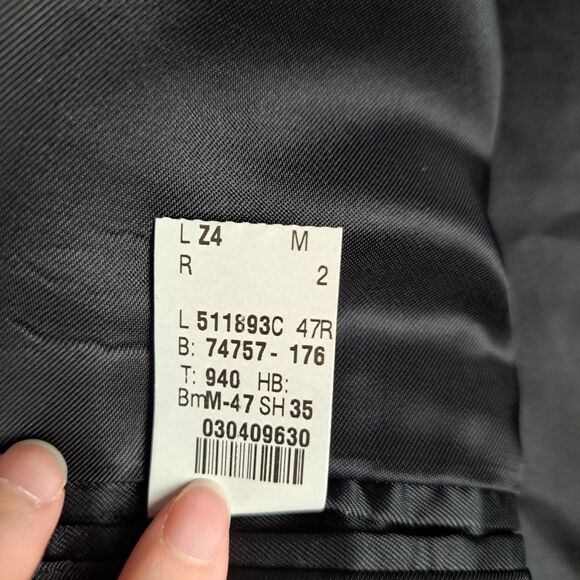 L Z4 M
R 2
L 511893C 47R
B: 74757- 176
T: 940 HB:
BmM-47 SH 35
030409630